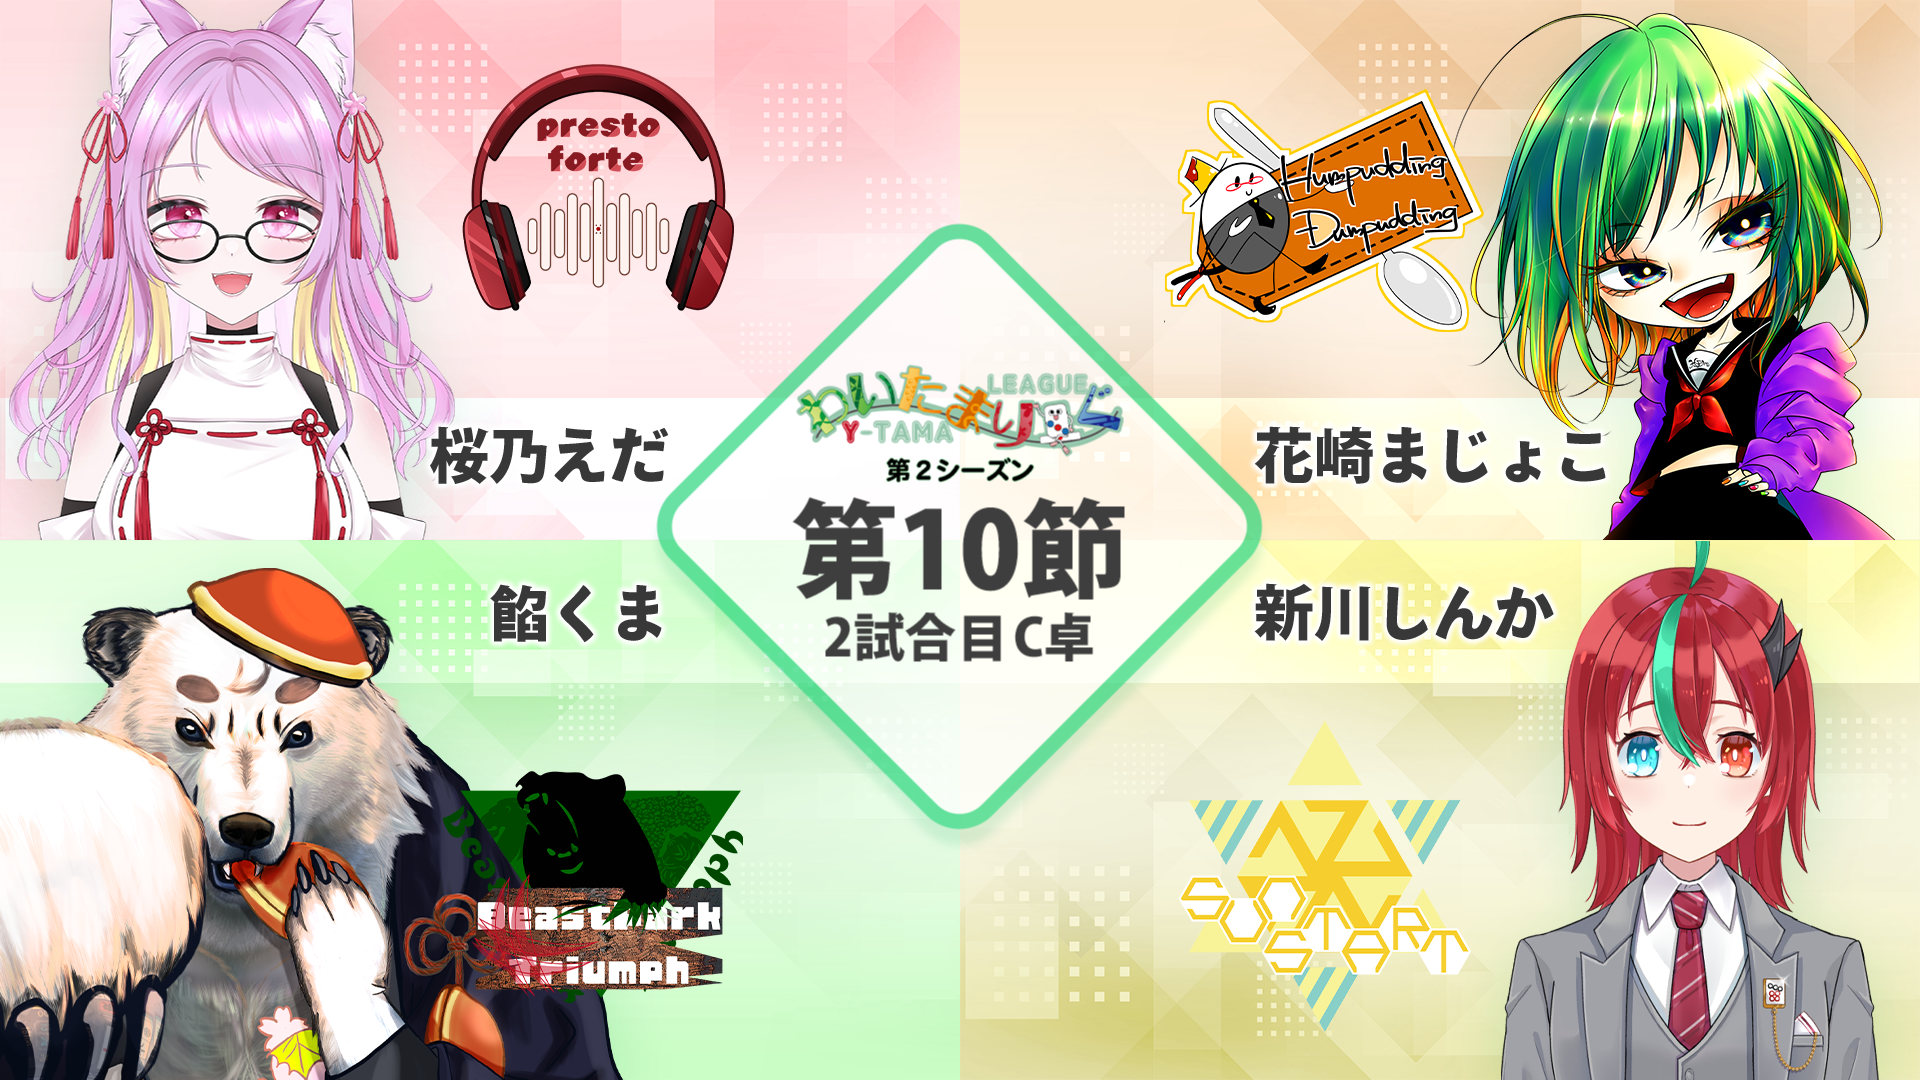 presto
forte
桜乃えだ
Humpudding
Dumpudding
花崎まじょこ
わいたまりーぐ
LEAGUE
Y-TAMA
第2シーズン
第10節
2試合目 C卓
餡くま
Triumph
新川しんか
SUNSTART